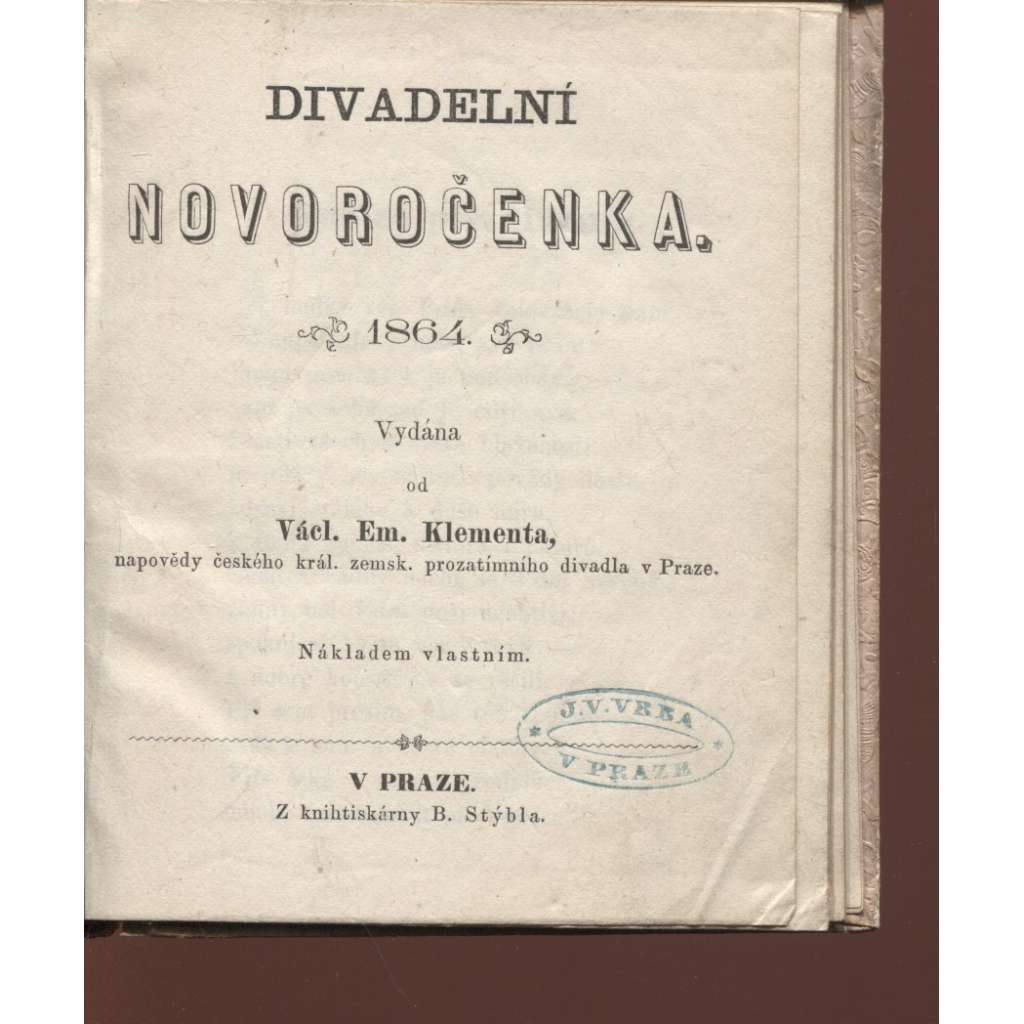 DIVADELNÍ
NOVOROČENKA.
1864.
Vydána
od
Václ. Em. Klementa,
napovědy českého král. zemsk. prozatímního divadla v Praze.
Nákladem vlastním.
J. V. VRBA
V PRAZE
V PRAZE.
Z knihtiskárny B. Stýbla.